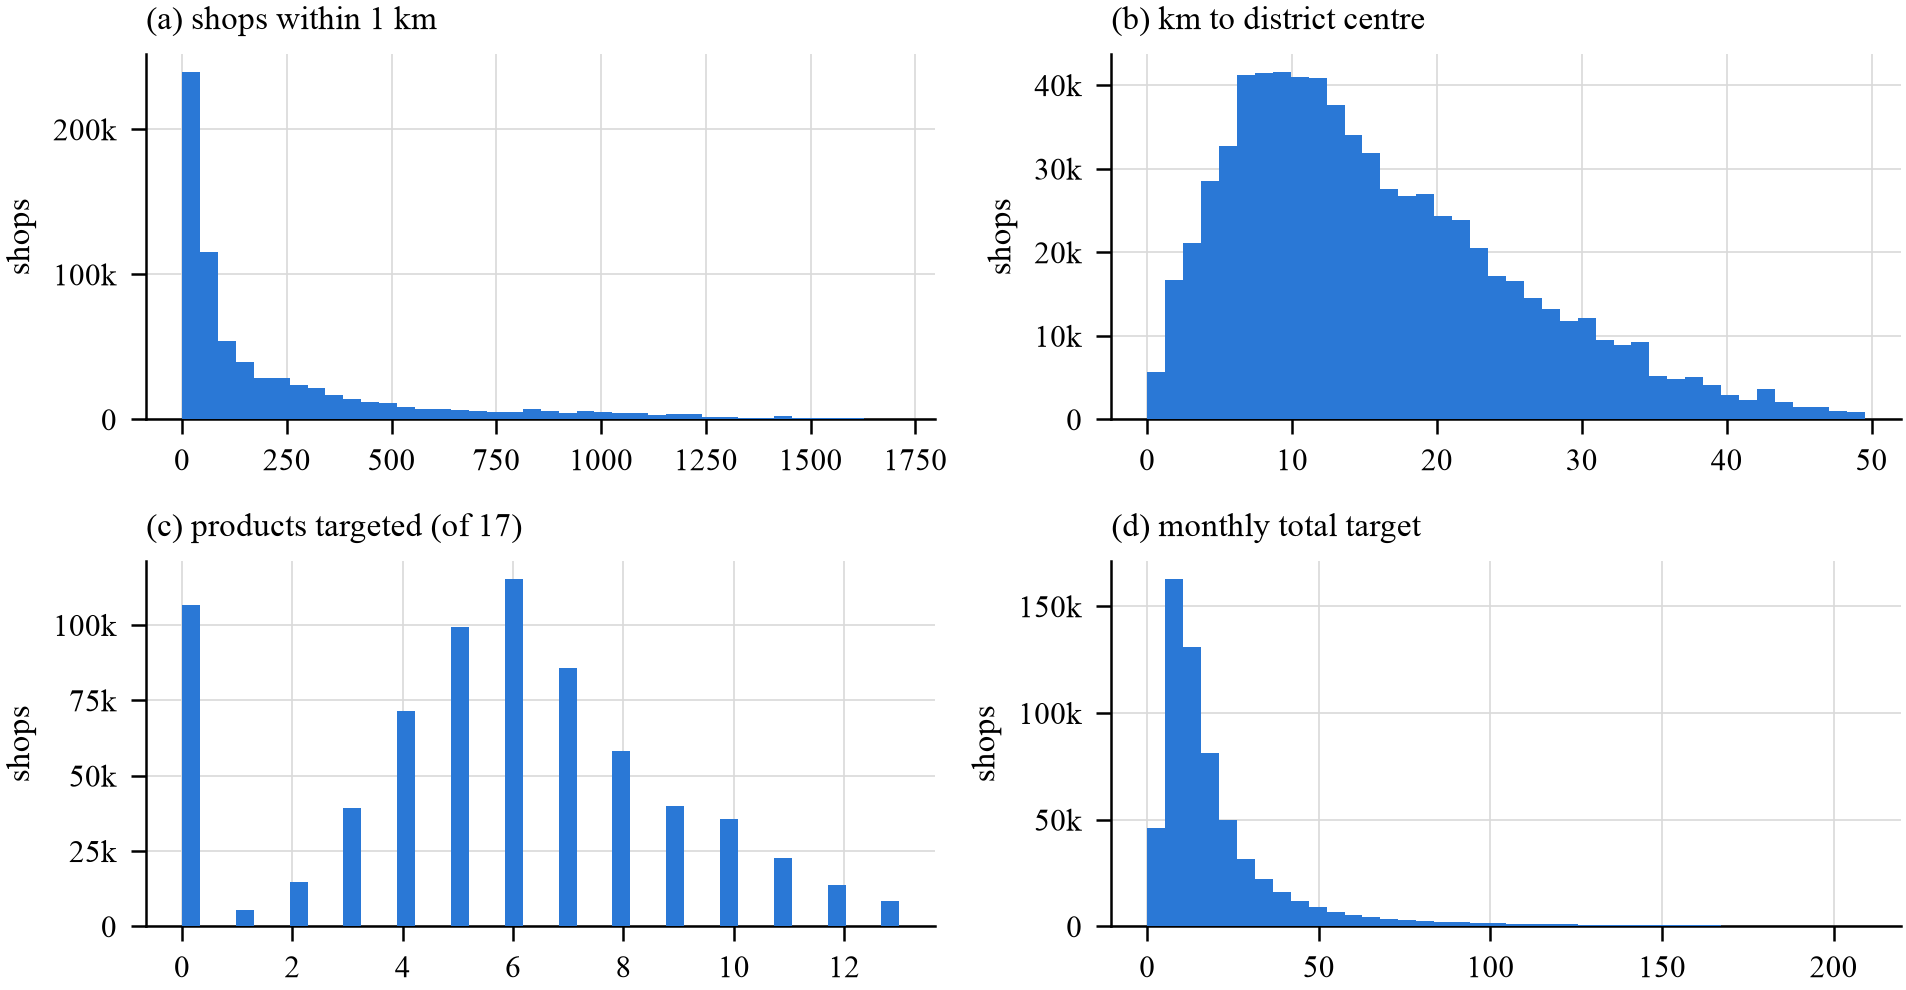 (a) shops within 1 km
shops
200k
100k
0
0 250 500 750 1000 1250 1500 1750
(b) km to district centre
shops
40k
30k
20k
10k
0
0 10 20 30 40 50
(c) products targeted (of 17)
shops
100k
75k
50k
25k
0
0 2 4 6 8 10 12
(d) monthly total target
shops
150k
100k
50k
0
0 50 100 150 200